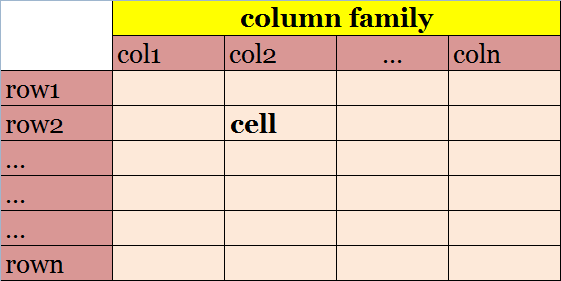 column family
col1 col2 ... coln
row1
row2 cell
...
...
...
rown